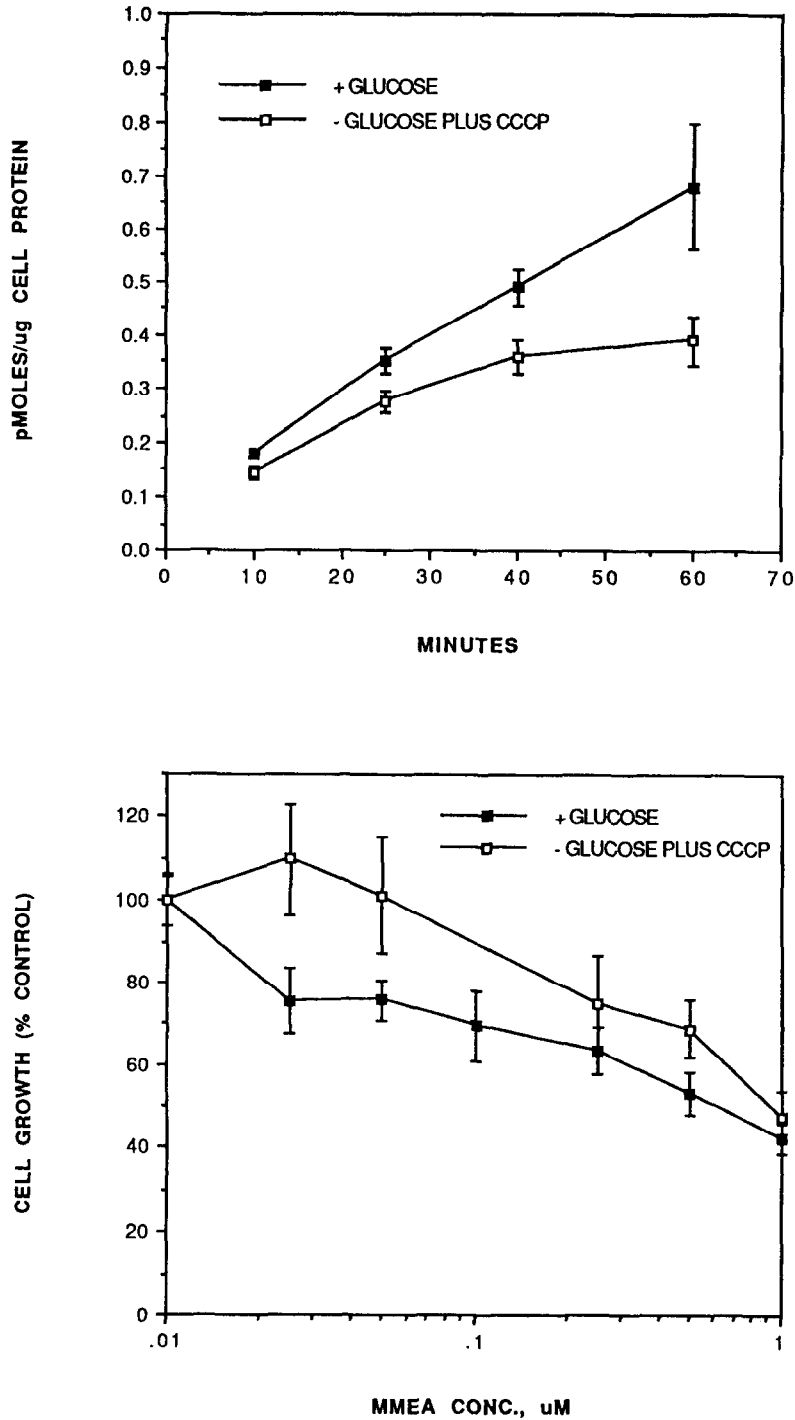 1.0
0.9
0.8
0.7
0.6
0.5
0.4
0.3
0.2
0.1
0.0
pMOLES/ug CELL PROTEIN
+ GLUCOSE
- GLUCOSE PLUS CCCP
0 10 20 30 40 50 60 70
MINUTES
120
100
80
60
40
20
0
CELL GROWTH (% CONTROL)
+ GLUCOSE
- GLUCOSE PLUS CCCP
.01 .1 1
MMEA CONC., uM